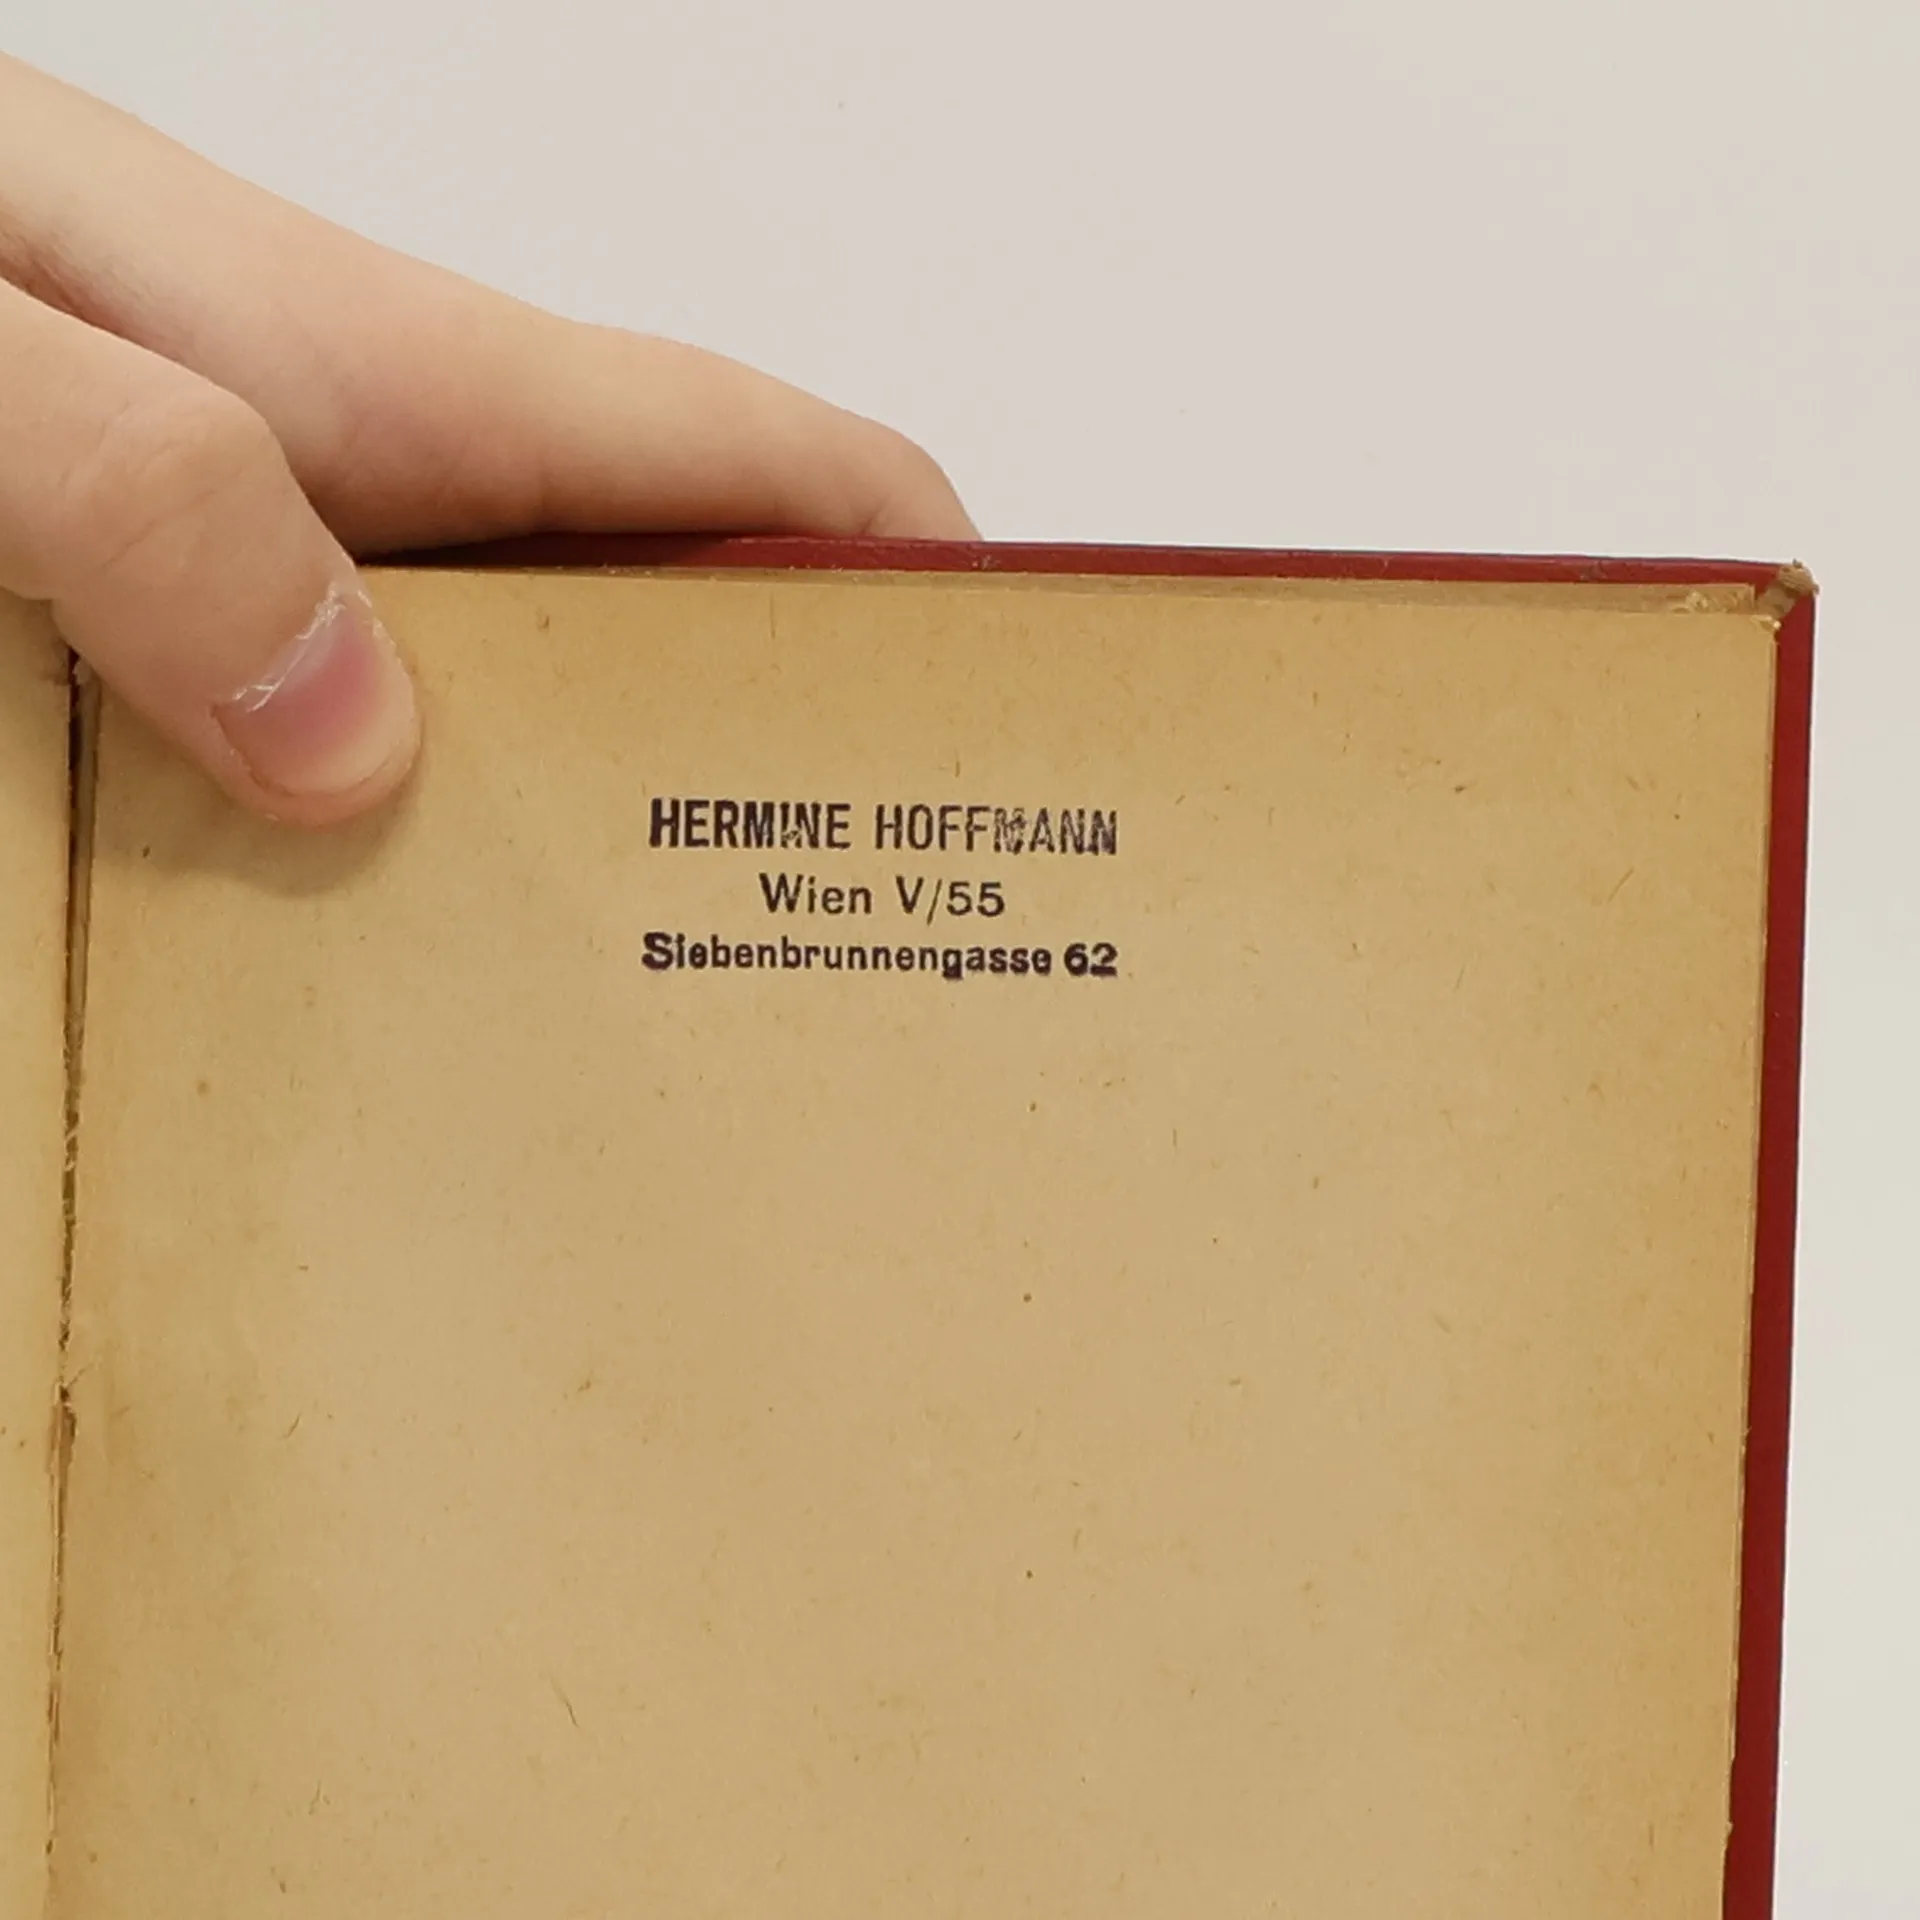 HERMINE HOFFMANN
Wien V/55
Siebenbrunnengasse 62